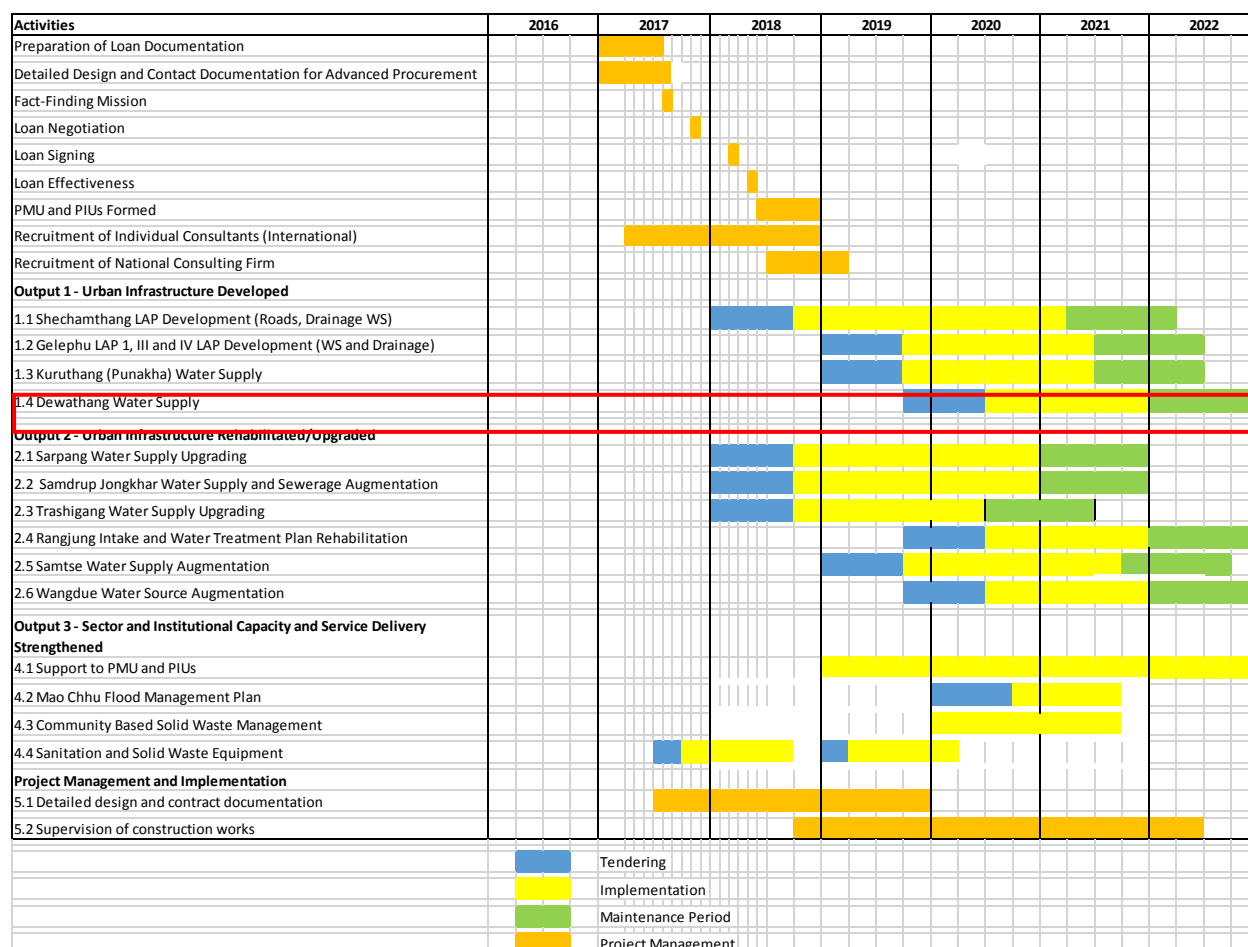 Activities 2016 2017 2018 2019 2020 2021 2022
Preparation of Loan Documentation
Detailed Design and Contact Documentation for Advanced Procurement
Fact-Finding Mission
Loan Negotiation
Loan Signing
Loan Effectiveness
PMU and PIUs Formed
Recruitment of Individual Consultants (International)
Recruitment of National Consulting Firm
Output 1 - Urban Infrastructure Developed
1.1 Shechamthang LAP Development (Roads, Drainage WS)
1.2 Gelephu LAP 1, III and IV LAP Development (WS and Drainage)
1.3 Kuruthang (Punakha) Water Supply
1.4 Dewathang Water Supply
Output 2 - Urban Infrastructure Rehabilitated/Upgraded
2.1 Sarpang Water Supply Upgrading
2.2 Samdrup Jongkhar Water Supply and Sewerage Augmentation
2.3 Trashigang Water Supply Upgrading
2.4 Rangjung Intake and Water Treatment Plan Rehabilitation
2.5 Samtse Water Supply Augmentation
2.6 Wangdue Water Source Augmentation
Output 3 - Sector and Institutional Capacity and Service Delivery
Strengthened
4.1 Support to PMU and PIUs
4.2 Mao Chhu Flood Management Plan
4.3 Community Based Solid Waste Management
4.4 Sanitation and Solid Waste Equipment
Project Management and Implementation
5.1 Detailed design and contract documentation
5.2 Supervision of construction works
Tendering
Implementation
Maintenance Period
Project Management